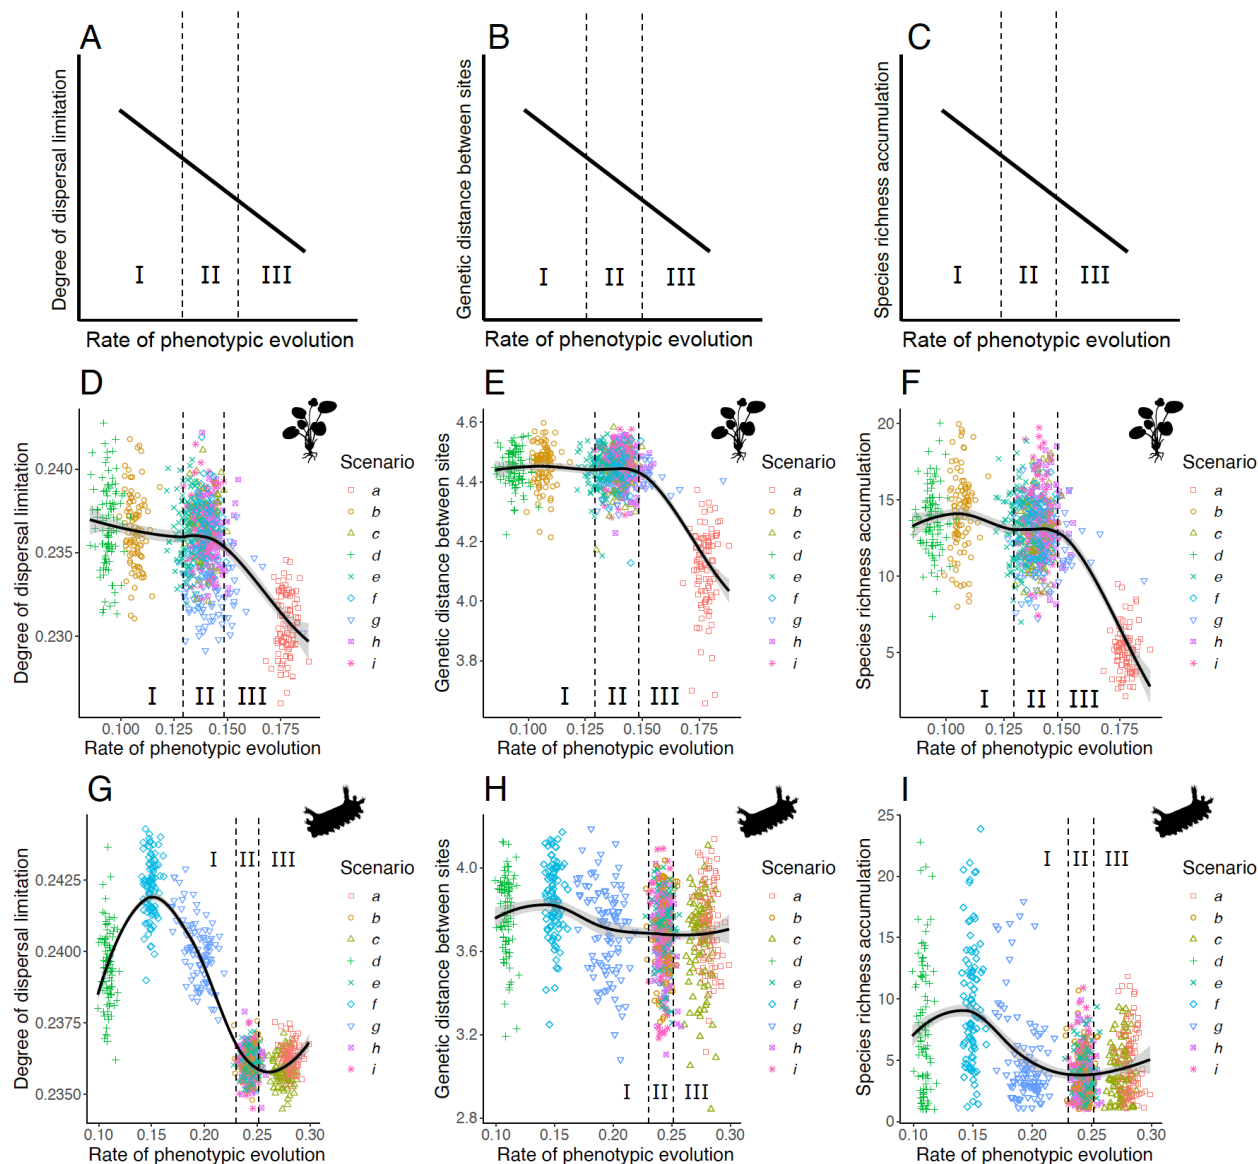 A
B
C
Degree of dispersal limitation
Genetic distance between sites
Species richness accumulation
I II III
I II III
I II III
Rate of phenotypic evolution
Rate of phenotypic evolution
Rate of phenotypic evolution
D
Degree of dispersal limitation
0.240
0.235
0.230
I II III
0.100 0.125 0.150 0.175
Rate of phenotypic evolution
Scenario
a
b
c
d
e
f
g
h
i
E
Genetic distance between sites
4.6
4.4
4.2
4.0
3.8
I II III
0.100 0.125 0.150 0.175
Rate of phenotypic evolution
Scenario
a
b
c
d
e
f
g
h
i
F
Species richness accumulation
20
15
10
5
I II III
0.100 0.125 0.150 0.175
Rate of phenotypic evolution
Scenario
a
b
c
d
e
f
g
h
i
G
Degree of dispersal limitation
0.2425
0.2400
0.2375
0.2350
I II III
0.10 0.15 0.20 0.25 0.30
Rate of phenotypic evolution
Scenario
a
b
c
d
e
f
g
h
i
H
Genetic distance between sites
4.0
3.6
3.2
2.8
I II III
0.10 0.15 0.20 0.25 0.30
Rate of phenotypic evolution
Scenario
a
b
c
d
e
f
g
h
i
I
Species richness accumulation
25
20
15
10
5
0
I II III
0.10 0.15 0.20 0.25 0.30
Rate of phenotypic evolution
Scenario
a
b
c
d
e
f
g
h
i